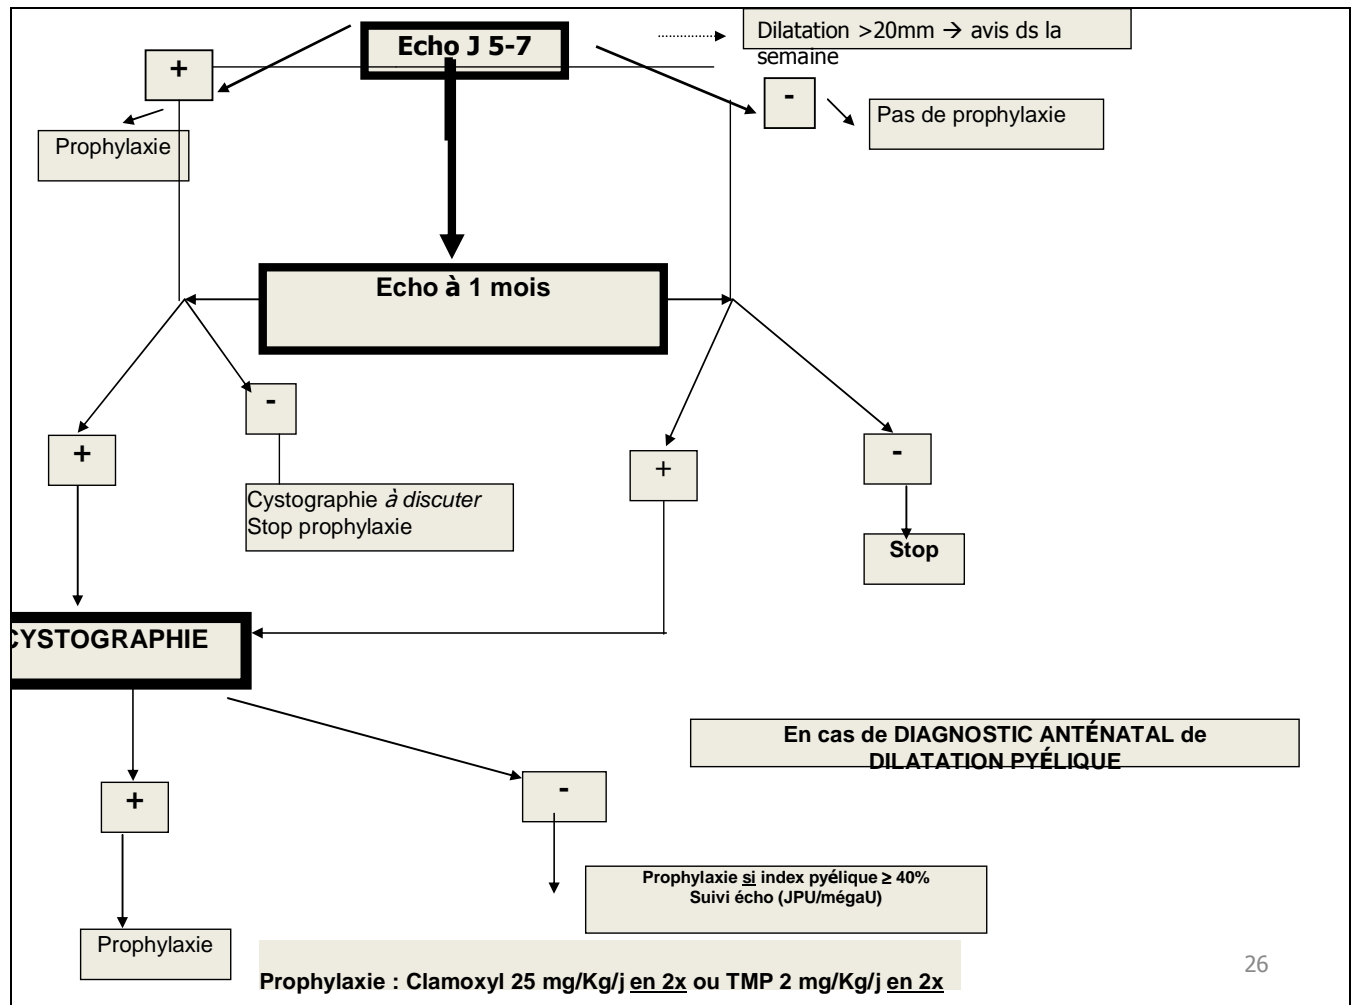 Echo J 5-7
Dilatation >20mm → avis ds la
semaine
+
-
Pas de prophylaxie
Prophylaxie
Echo à 1 mois
-
+
+
-
Cystographie à discuter
Stop prophylaxie
Stop
CYSTOGRAPHIE
En cas de DIAGNOSTIC ANTÉNATAL de
DILATATION PYÉLIQUE
+
-
Prophylaxie si index pyélique ≥ 40%
Suivi écho (JPU/mégaU)
Prophylaxie
Prophylaxie : Clamoxyl 25 mg/Kg/j en 2x ou TMP 2 mg/Kg/j en 2x
26